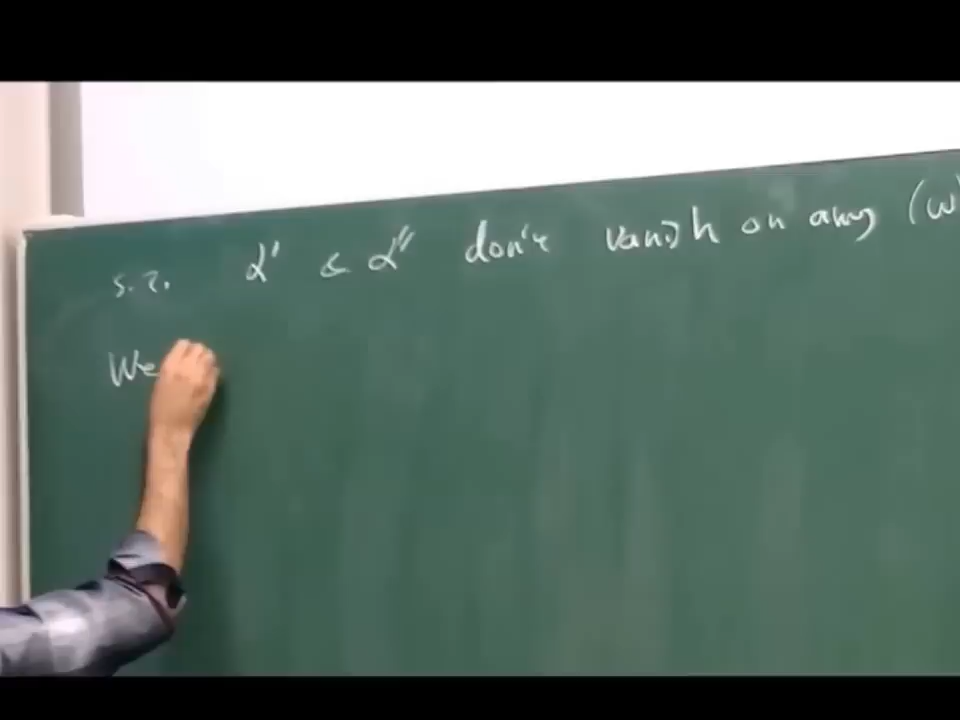 s.t. α' & α'' don't vanish on any (w)
We